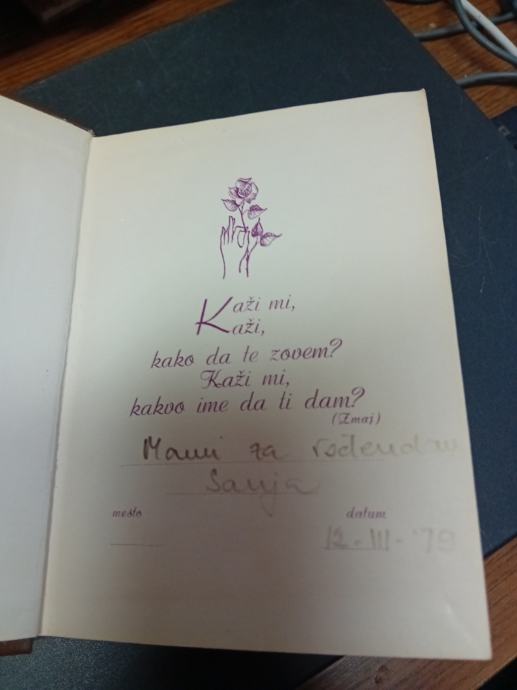 Kaži mi,
Kaži,
kako da te zovem?
Kaži mi,
kakvo ime da ti dam?
(Zmaj)
Mami za rođendan
Sanja
mesto datum
12-III-'79